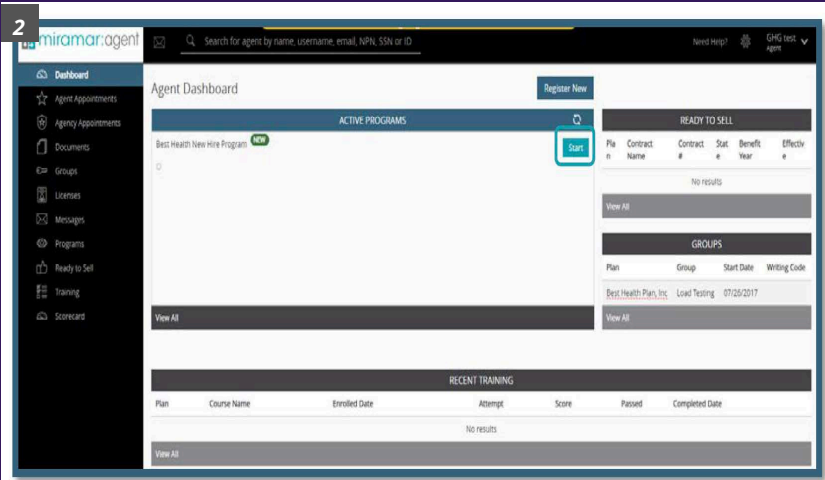 2
miramar:agent
Search for agent by name, username, email, NPN, SSN or ID
Need Help?
GHG test
Agent
Dashboard
Agent Appointments
Agency Appointments
Documents
Groups
Licenses
Messages
Programs
Ready to Sell
Training
Scorecard
Agent Dashboard
Register New
ACTIVE PROGRAMS
Best Health New Hire Program NEW
Start
View All
READY TO SELL
Pla Contract Contract Stat Benefit Effectiv
n Name # e Year e
No results
View All
GROUPS
Plan Group Start Date Writing Code
Best Health Plan, Inc Load Testing 07/26/2017
View All
RECENT TRAINING
Plan Course Name Enrolled Date Attempt Score Passed Completed Date
No results
View All